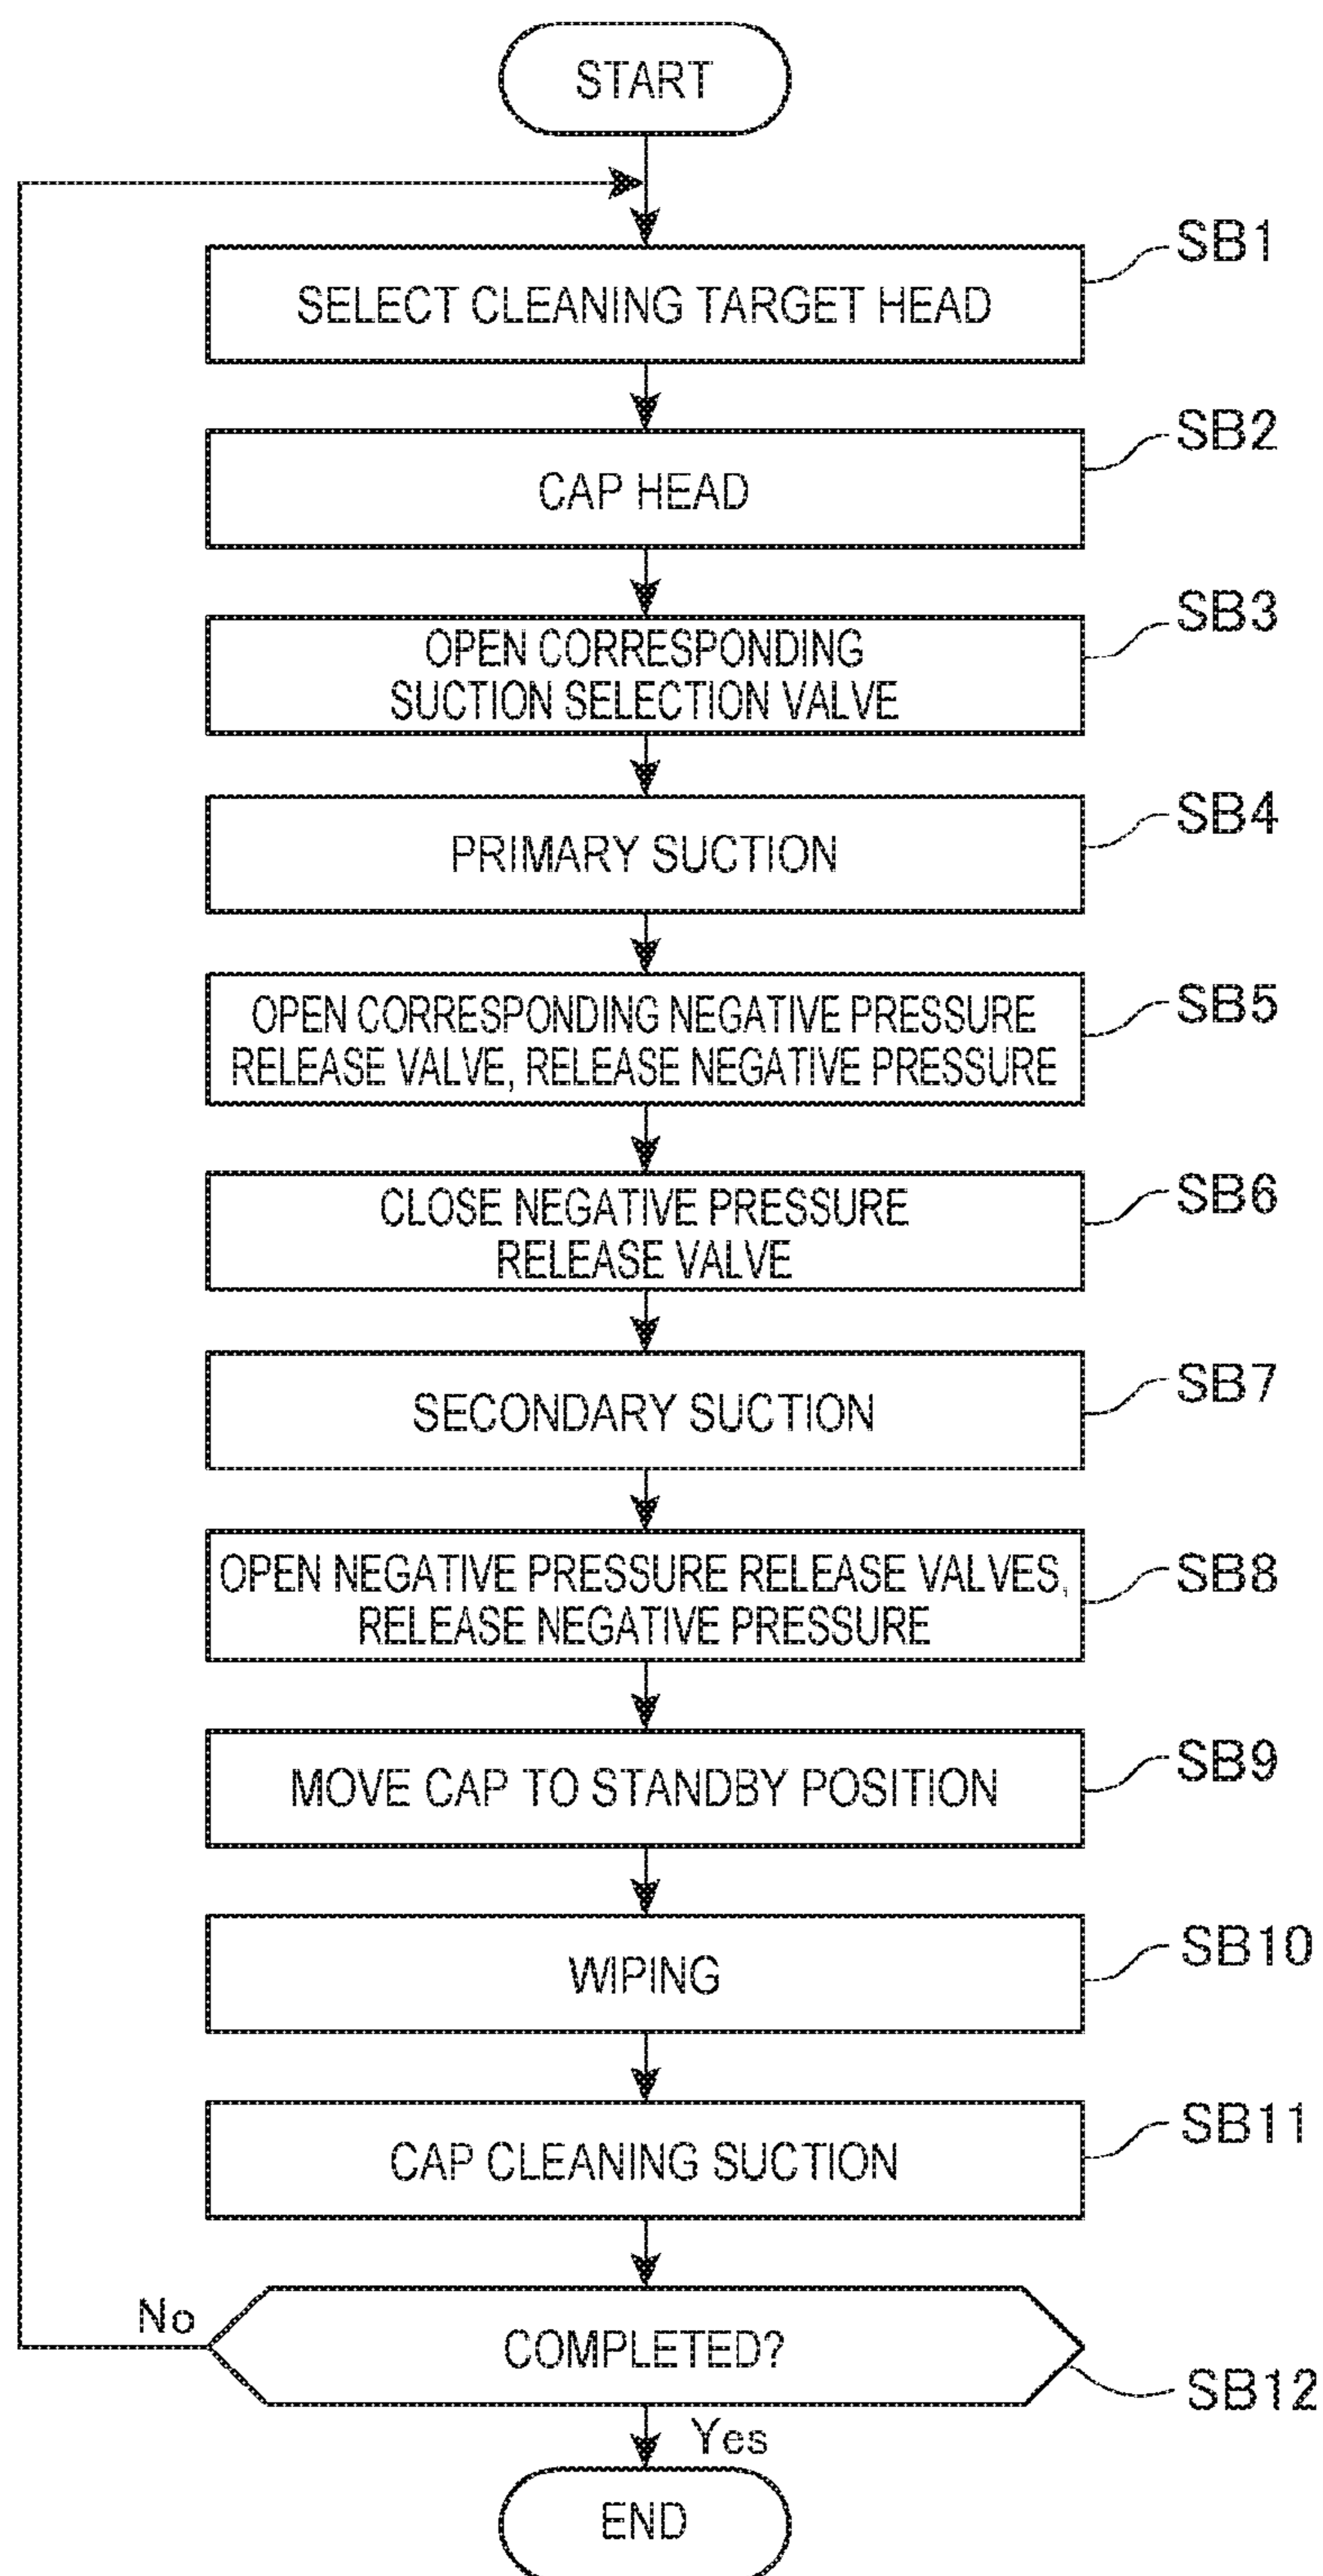 START
SELECT CLEANING TARGET HEAD
SB1
CAP HEAD
SB2
OPEN CORRESPONDING
SUCTION SELECTION VALVE
SB3
PRIMARY SUCTION
SB4
OPEN CORRESPONDING NEGATIVE PRESSURE
RELEASE VALVE, RELEASE NEGATIVE PRESSURE
SB5
CLOSE NEGATIVE PRESSURE
RELEASE VALVE
SB6
SECONDARY SUCTION
SB7
OPEN NEGATIVE PRESSURE RELEASE VALVES,
RELEASE NEGATIVE PRESSURE
SB8
MOVE CAP TO STANDBY POSITION
SB9
WIPING
SB10
CAP CLEANING SUCTION
SB11
No
COMPLETED?
SB12
Yes
END